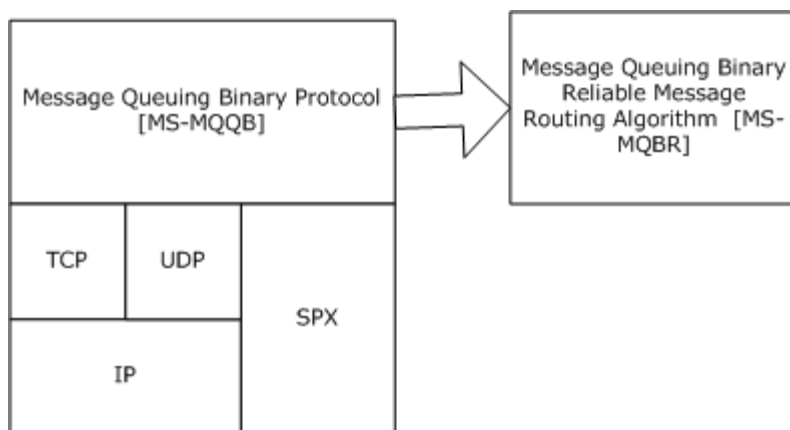 Message Queuing Binary Protocol
[MS-MQQB]
Message Queuing Binary
Reliable Message
Routing Algorithm [MS-
MQBR]
TCP
UDP
SPX
IP